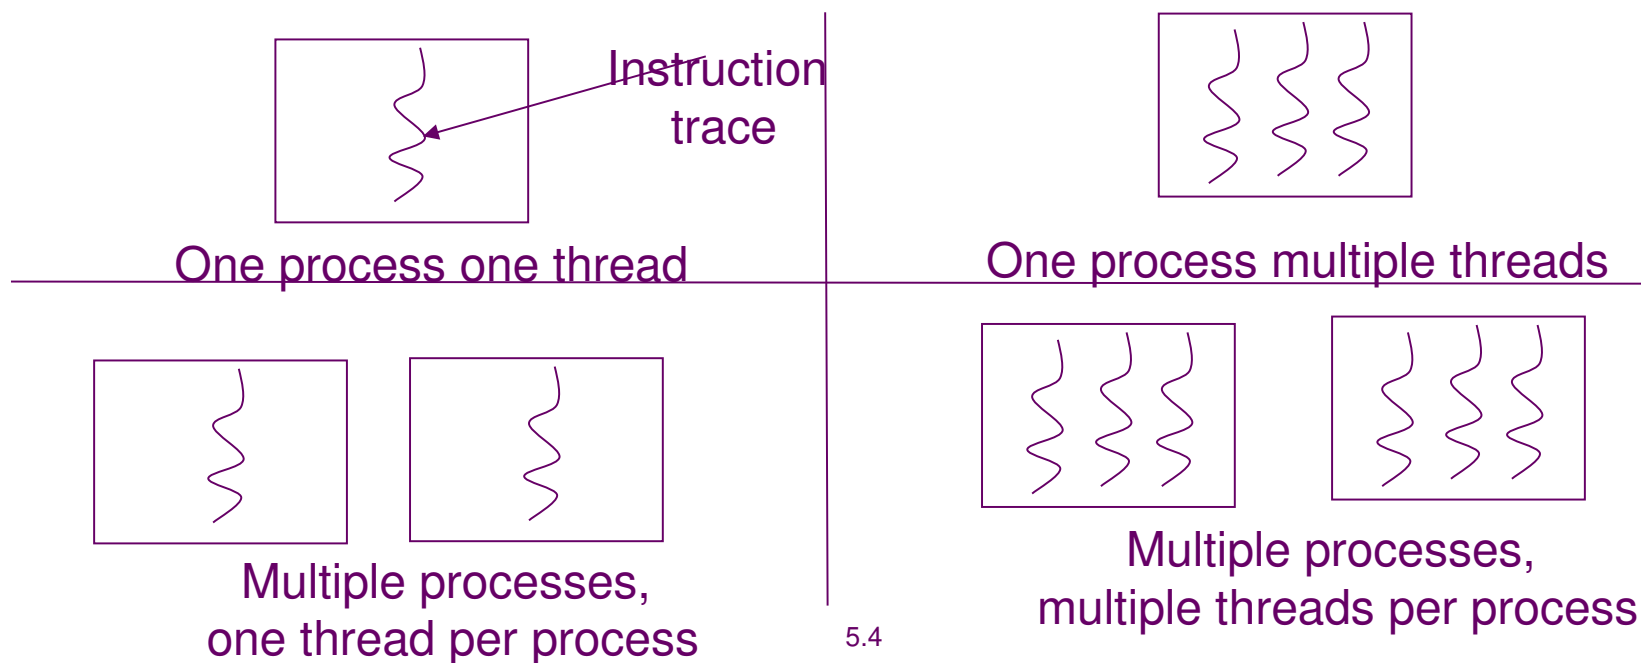 Instruction
trace
One process one thread
One process multiple threads
Multiple processes,
one thread per process
Multiple processes,
multiple threads per process
5.4